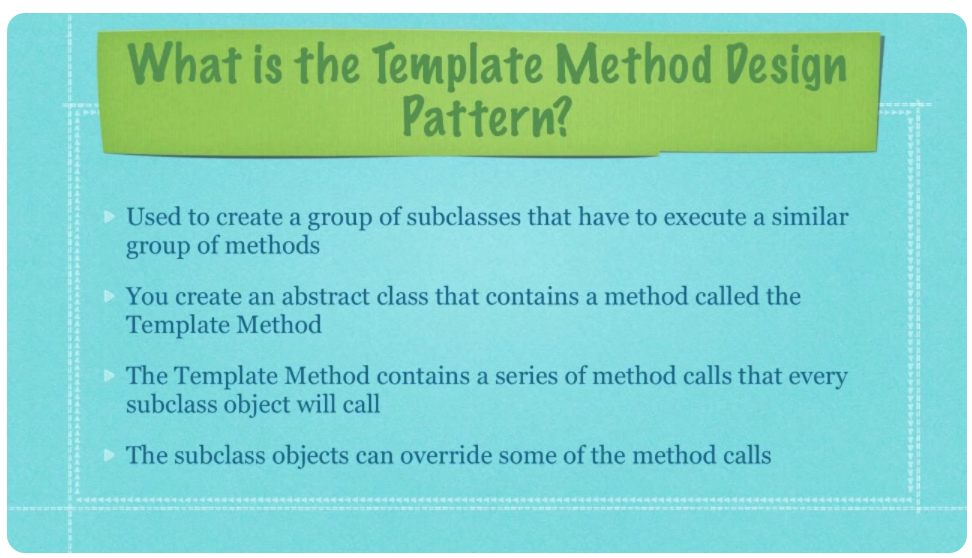 What is the Template Method Design
Pattern?
Used to create a group of subclasses that have to execute a similar
group of methods
You create an abstract class that contains a method called the
Template Method
The Template Method contains a series of method calls that every
subclass object will call
The subclass objects can override some of the method calls